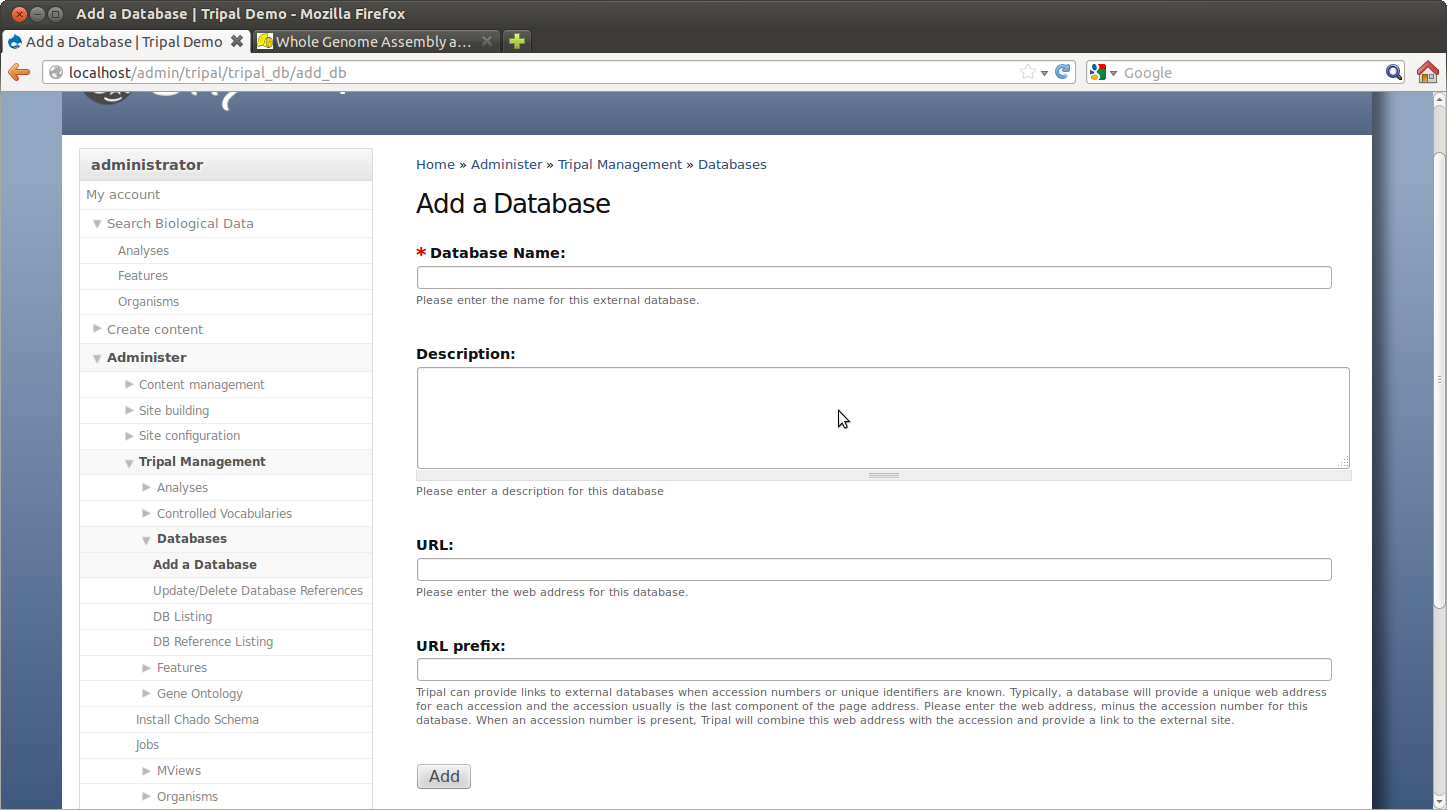 Add a Database | Tripal Demo - Mozilla Firefox
Add a Database | Tripal Demo
Whole Genome Assembly a...
localhost/admin/tripal/tripal_db/add_db
Google
administrator
My account
Search Biological Data
Analyses
Features
Organisms
Create content
Administer
Content management
Site building
Site configuration
Tripal Management
Analyses
Controlled Vocabularies
Databases
Add a Database
Update/Delete Database References
DB Listing
DB Reference Listing
Features
Gene Ontology
Install Chado Schema
Jobs
MViews
Organisms
Home » Administer » Tripal Management » Databases
Add a Database
* Database Name:
Please enter the name for this external database.
Description:
Please enter a description for this database
URL:
Please enter the web address for this database.
URL prefix:
Tripal can provide links to external databases when accession numbers or unique identifiers are known. Typically, a database will provide a unique web address
for each accession and the accession usually is the last component of the page address. Please enter the web address, minus the accession number for this
database. When an accession number is present, Tripal will combine this web address with the accession and provide a link to the external site.
Add